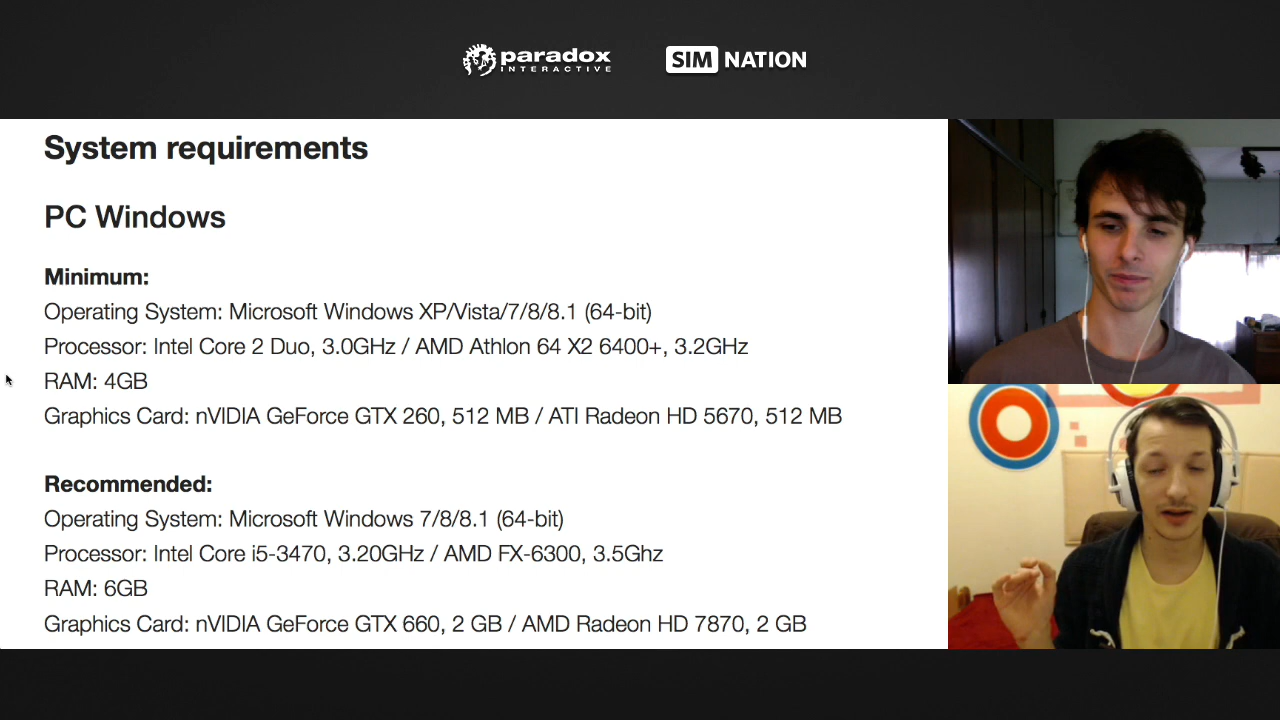 paradox
INTERACTIVE
SIM NATION
System requirements
PC Windows
Minimum:
Operating System: Microsoft Windows XP/Vista/7/8/8.1 (64-bit)
Processor: Intel Core 2 Duo, 3.0GHz / AMD Athlon 64 X2 6400+, 3.2GHz
RAM: 4GB
Graphics Card: nVIDIA GeForce GTX 260, 512 MB / ATI Radeon HD 5670, 512 MB
Recommended:
Operating System: Microsoft Windows 7/8/8.1 (64-bit)
Processor: Intel Core i5-3470, 3.20GHz / AMD FX-6300, 3.5Ghz
RAM: 6GB
Graphics Card: nVIDIA GeForce GTX 660, 2 GB / AMD Radeon HD 7870, 2 GB